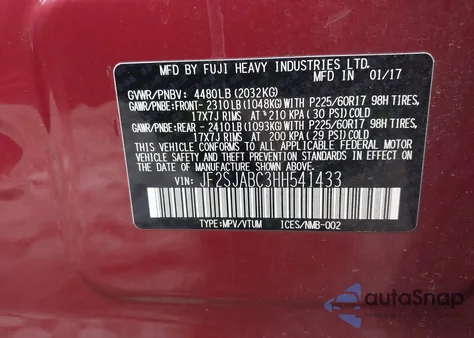 MFD BY FUJI HEAVY INDUSTRIES LTD.
MFD IN JAPAN 01/17
GVWR/PNBV: 4480LB (2032KG)
GAWR/PNBE:FRONT- 2310LB (1048KG)WITH P225/60R17 98H TIRES,
17X7J RIMS AT 210 KPA (30 PSI) COLD
GAWR/PNBE:REAR - 2410LB (1093KG)WITH P225/60R17 98H TIRES,
17X7J RIMS AT 200 KPA (29 PSI) COLD
THIS VEHICLE CONFORMS TO ALL APPLICABLE FEDERAL MOTOR
VEHICLE SAFETY STANDARDS IN EFFECT ON THE DATE OF
MANUFACTURE SHOWN ABOVE.
VIN: JF2SJABC3HH541433
TYPE:MPV/VTUM ICES/NMB-002
autoSnap